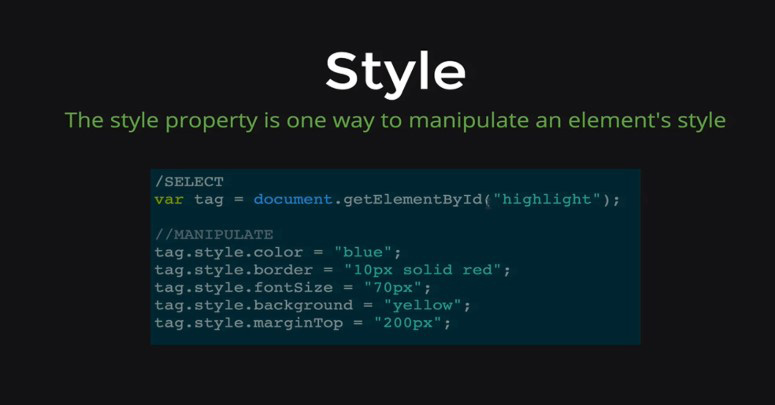 Style
The style property is one way to manipulate an element's style
/SELECT
var tag = document.getElementById("highlight");
//MANIPULATE
tag.style.color = "blue";
tag.style.border = "10px solid red";
tag.style.fontSize = "70px";
tag.style.background = "yellow";
tag.style.marginTop = "200px";